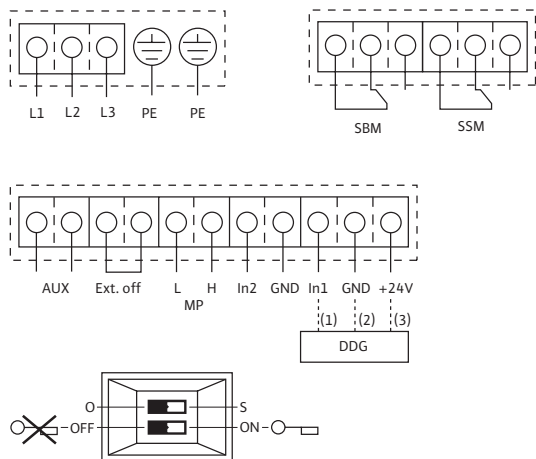 L1 L2 L3 PE PE
SBM SSM
AUX Ext. off L H In2 GND In1 GND +24V
MP
(1) (2) (3)
DDG
O S
OFF ON